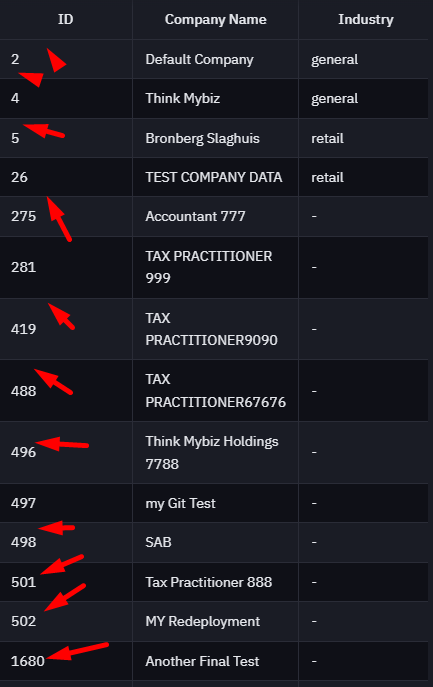 ID Company Name Industry
2 Default Company general
4 Think Mybiz general
5 Bronberg Slaghuis retail
26 TEST COMPANY DATA retail
275 Accountant 777 -
281 TAX PRACTITIONER -
999
419 TAX -
PRACTITIONER9090
488 TAX -
PRACTITIONER67676
496 Think Mybiz Holdings -
7788
497 my Git Test -
498 SAB -
501 Tax Practitioner 888 -
502 MY Redeployment -
1680 Another Final Test -